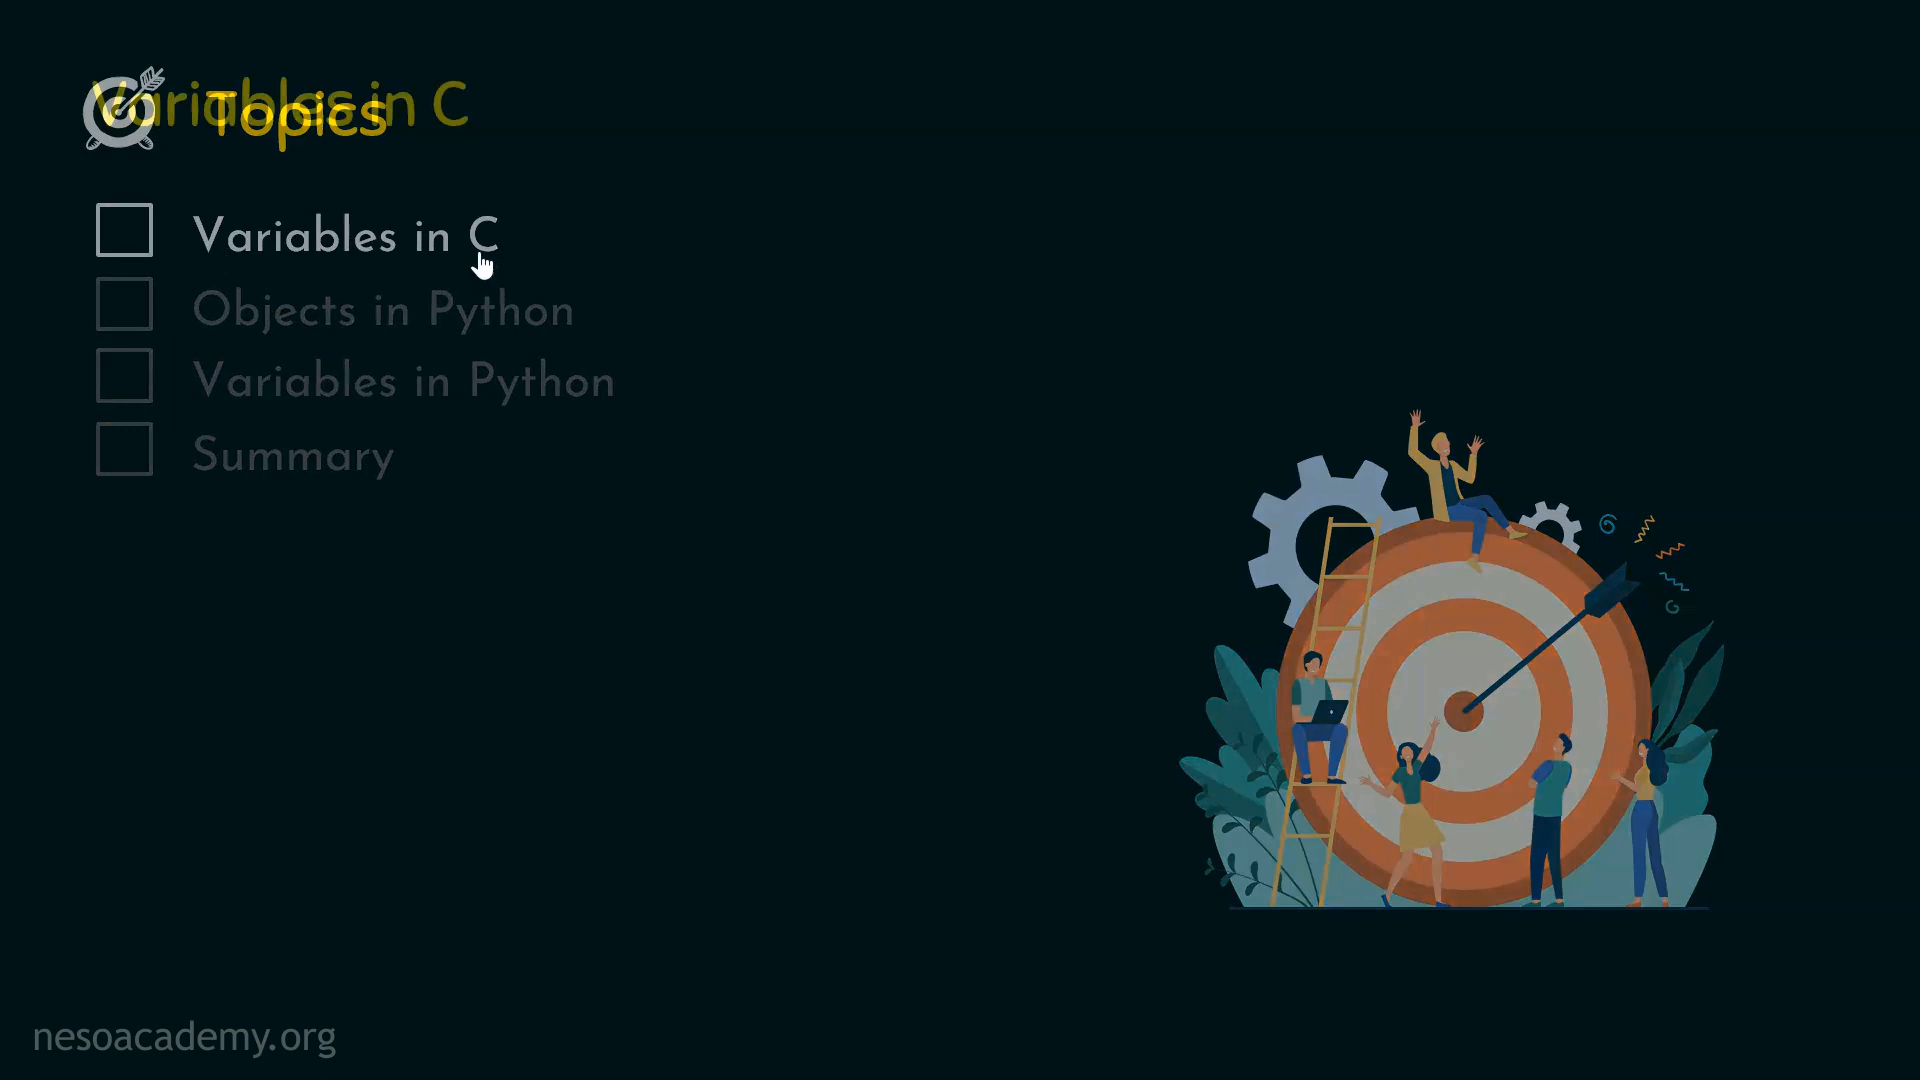 Variables in C
Topics
Variables in C
Objects in Python
Variables in Python
Summary
nesoacademy.org